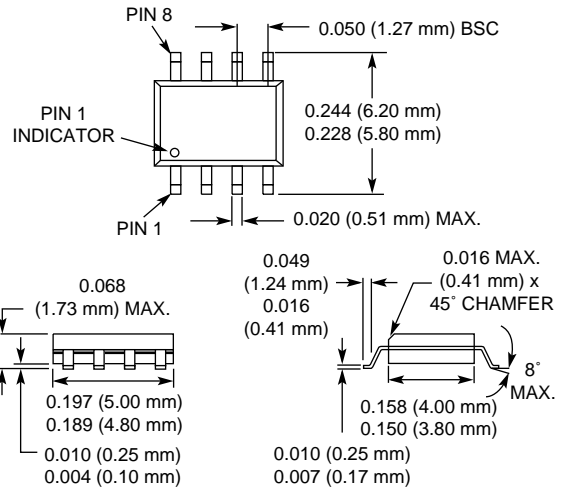 PIN 8
0.050 (1.27 mm) BSC
PIN 1
INDICATOR
0.244 (6.20 mm)
0.228 (5.80 mm)
PIN 1
0.020 (0.51 mm) MAX.
0.068
(1.73 mm) MAX.
0.197 (5.00 mm)
0.189 (4.80 mm)
0.010 (0.25 mm)
0.004 (0.10 mm)
0.049
(1.24 mm)
0.016
(0.41 mm)
0.016 MAX.
(0.41 mm) x
45° CHAMFER
8°
MAX.
0.158 (4.00 mm)
0.150 (3.80 mm)
0.010 (0.25 mm)
0.007 (0.17 mm)